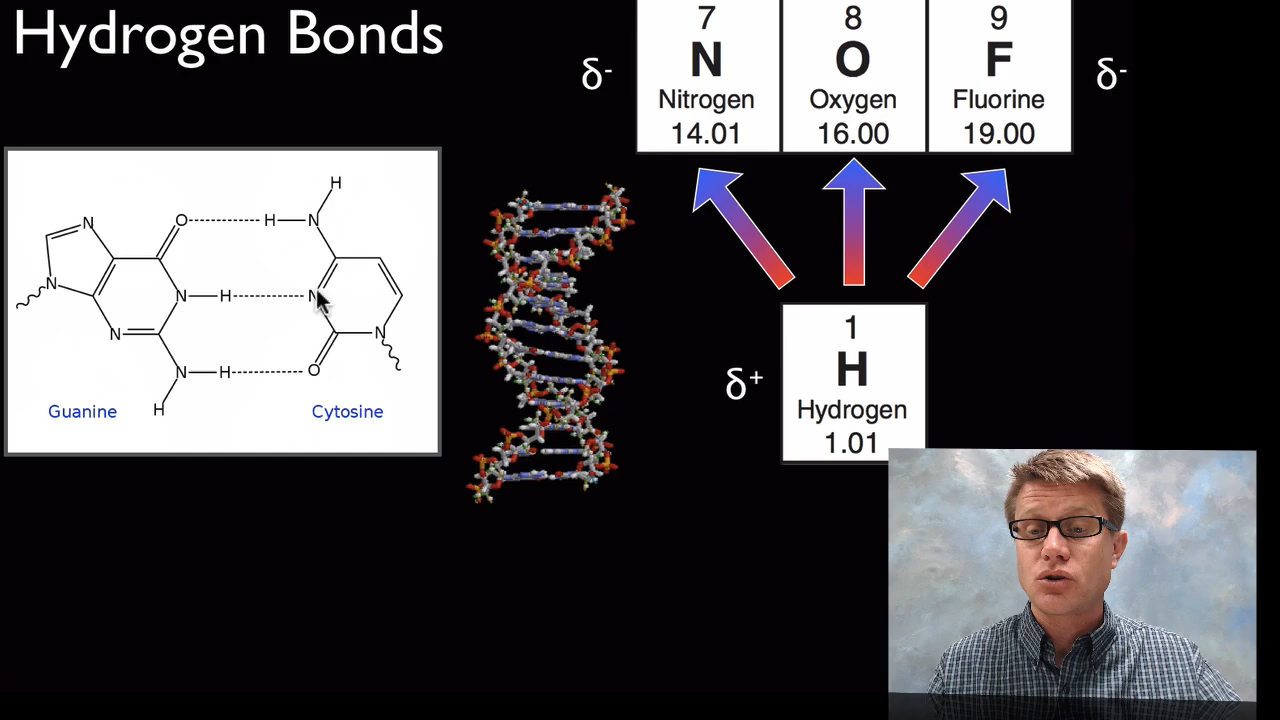 Hydrogen Bonds
7
N
Nitrogen
14.01
8
O
Oxygen
16.00
9
F
Fluorine
19.00
δ-
δ-
1
H
Hydrogen
1.01
δ+
H
O H N
N
N N H N
N N
N H O
H
Guanine Cytosine